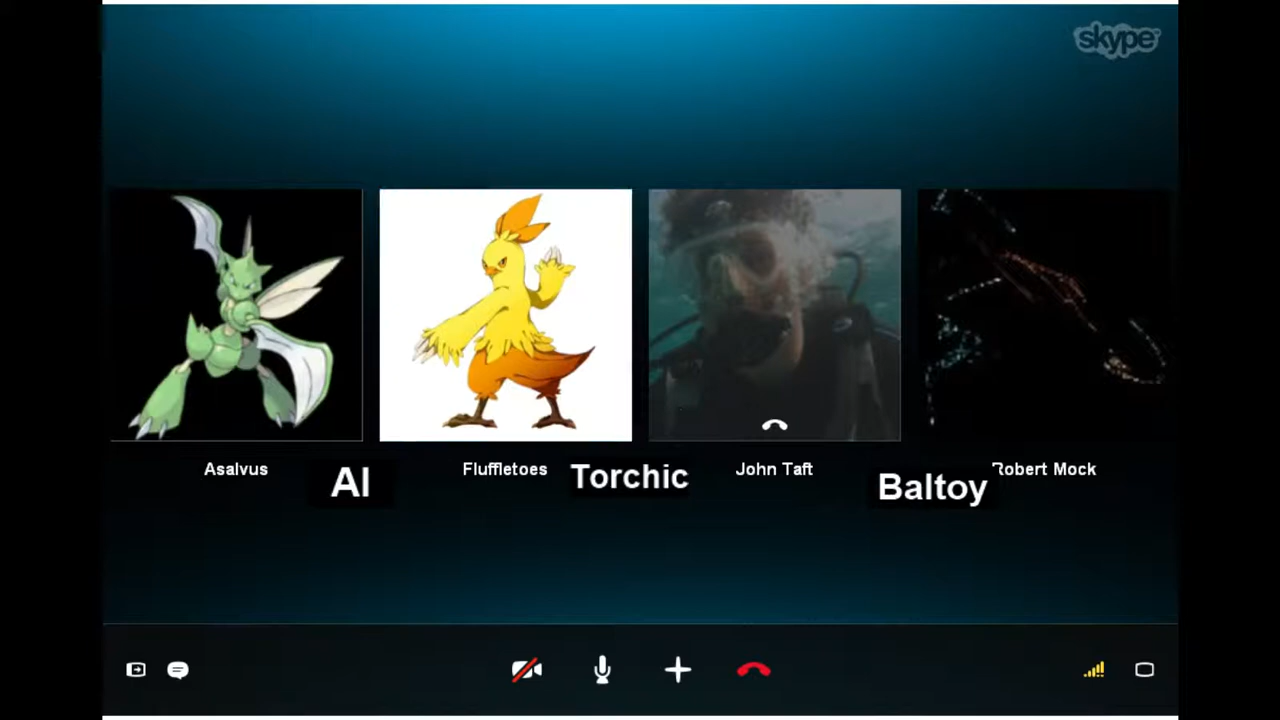 skype
Asalvus
Al
Fluffletoes
Torchic
John Taft
Baltoy
Robert Mock